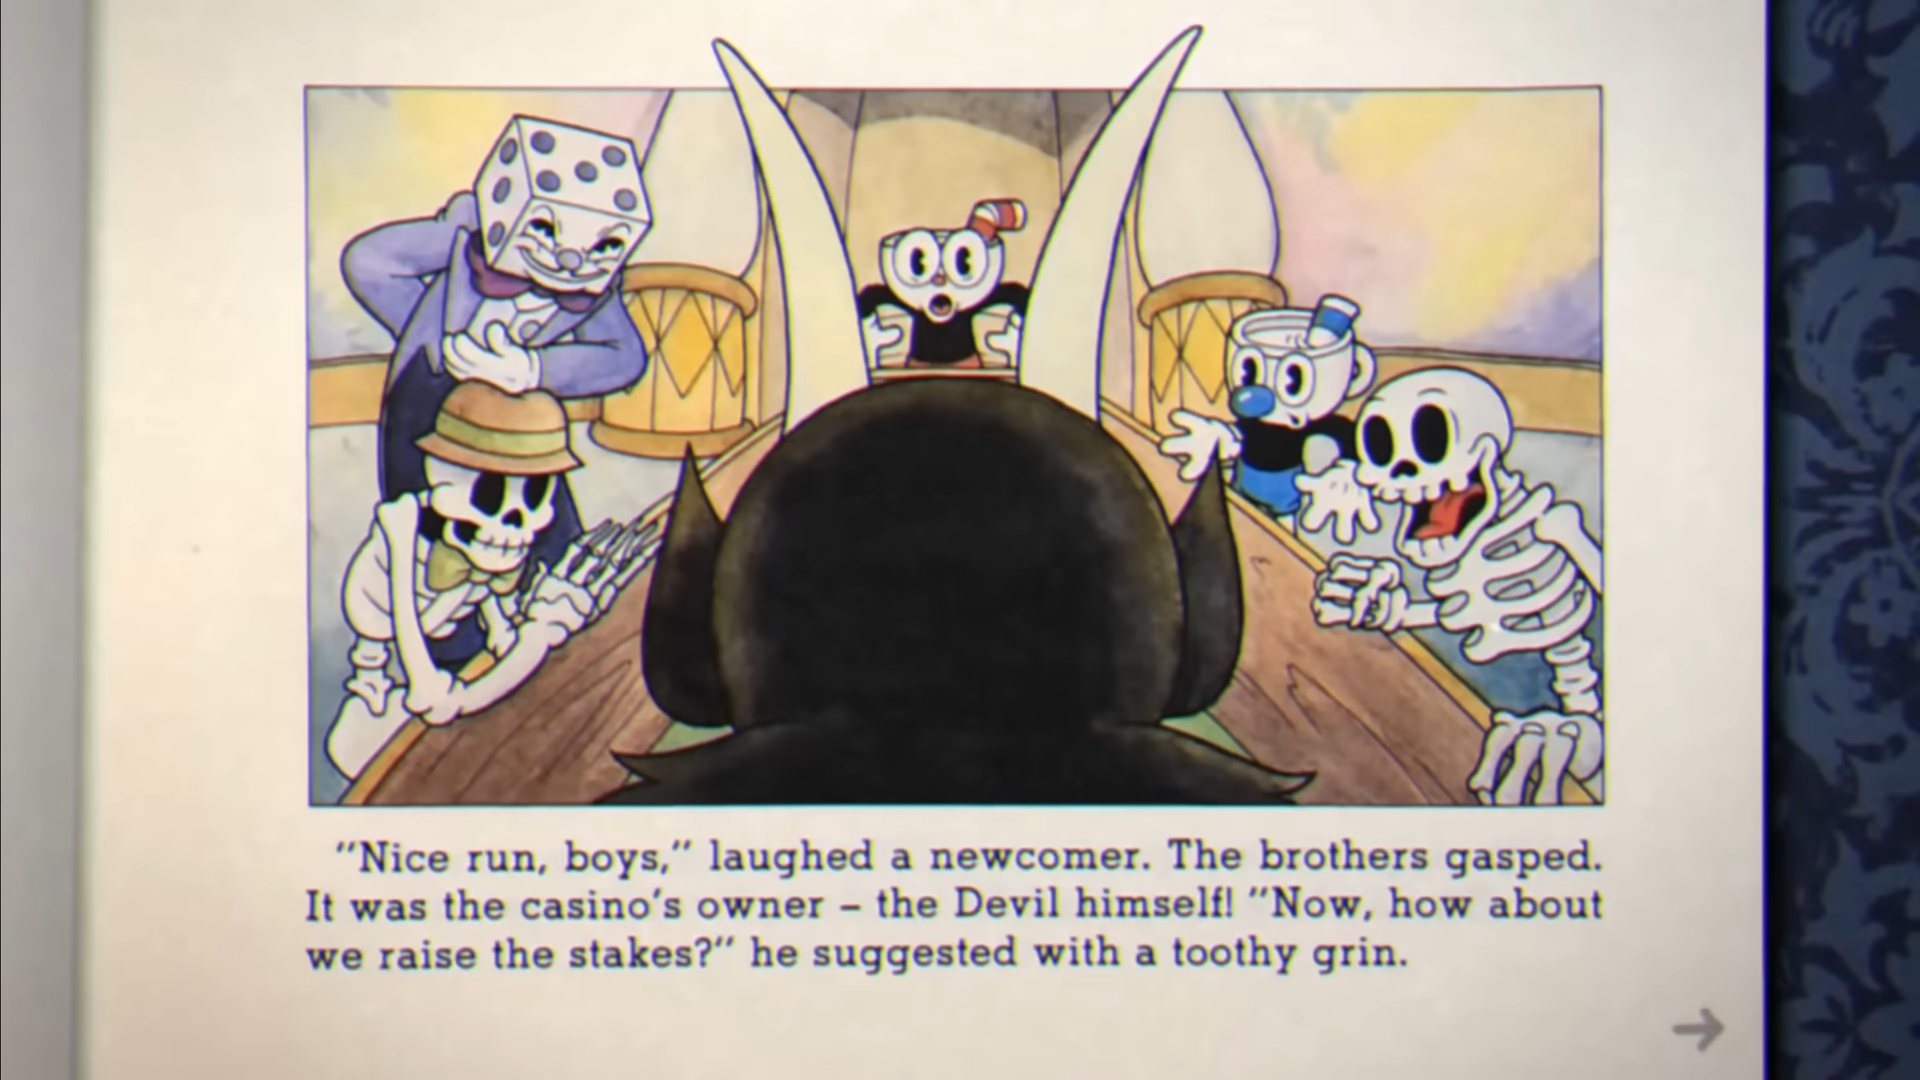 "Nice run, boys," laughed a newcomer. The brothers gasped.
It was the casino's owner – the Devil himself! "Now, how about
we raise the stakes?" he suggested with a toothy grin.